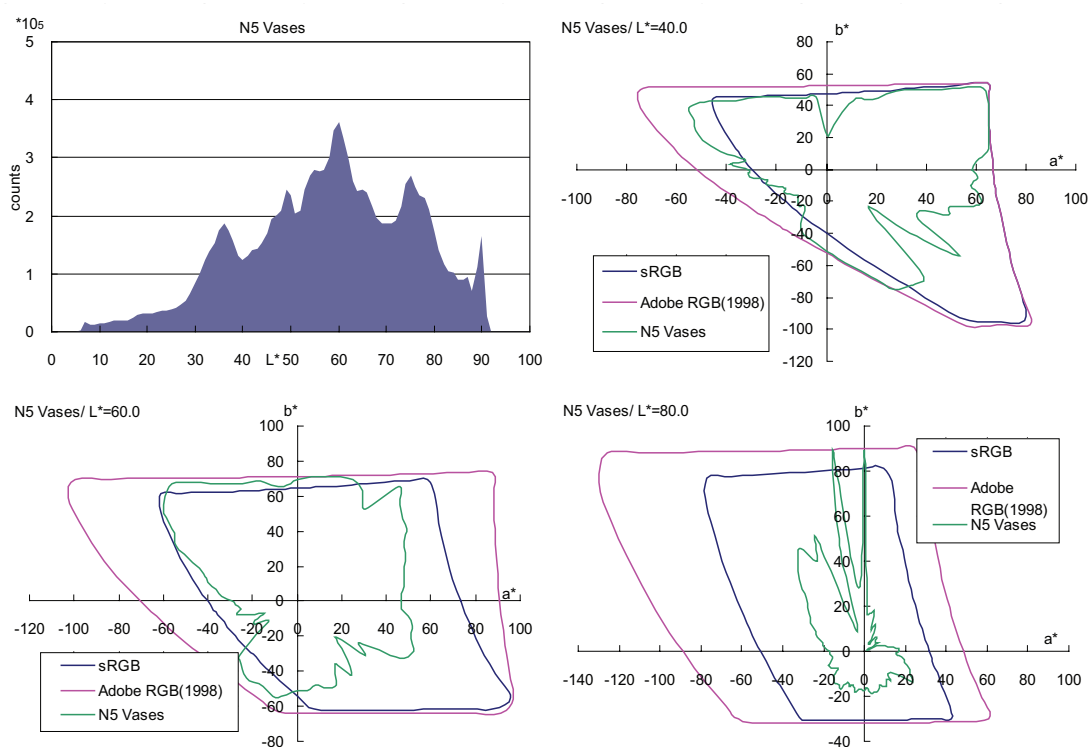 *10⁵
N5 Vases
5
4
3
2
1
0
counts
0 10 20 30 40 L* 50 60 70 80 90 100
N5 Vases/ L*=40.0
b*
80
60
40
20
0
-20
-40
-60
-80
-100
-120
a*
-100 -80 -60 -40 -20 0 20 40 60 80 100
sRGB
Adobe RGB(1998)
N5 Vases
N5 Vases/ L*=60.0
b*
100
80
60
40
20
0
-20
-40
-60
-80
a*
-120 -100 -80 -60 -40 -20 0 20 40 60 80 100
sRGB
Adobe RGB(1998)
N5 Vases
N5 Vases/ L*=80.0
b*
100
80
60
40
20
0
-20
-40
a*
-140 -120 -100 -80 -60 -40 -20 0 20 40 60 80 100
sRGB
Adobe
RGB(1998)
N5 Vases